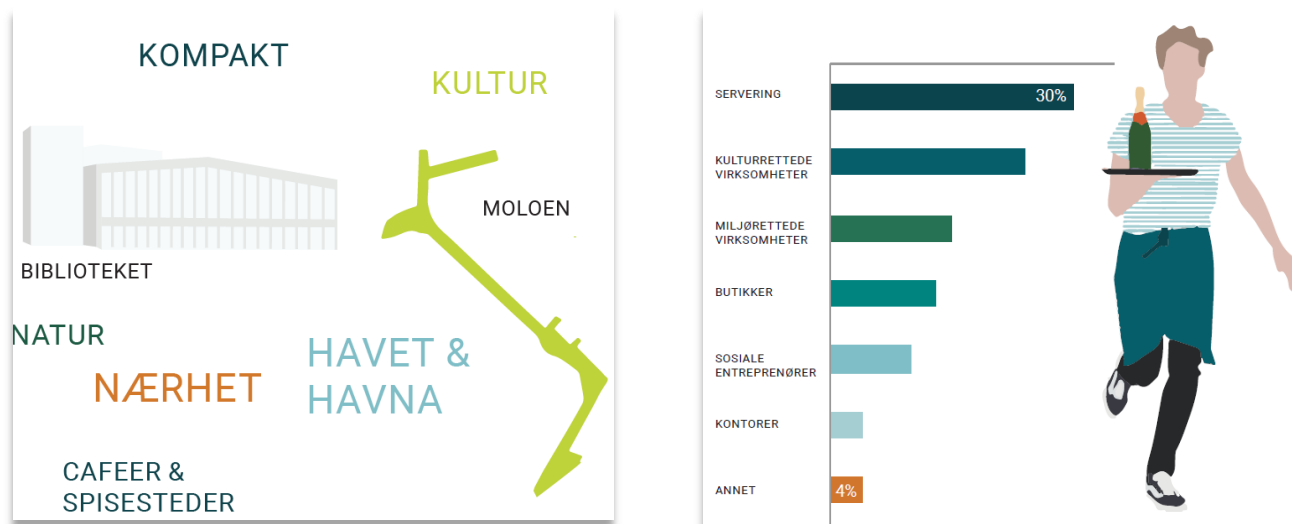 KOMPAKT
KULTUR
MOLOEN
BIBLIOTEKET
NATUR
HAVET &
HAVNA
NÆRHET
CAFEER &
SPISESTEDER
SERVERING
30%
KULTURRETTEDE
VIRKSOMHETER
MILJØRETTEDE
VIRKSOMHETER
BUTIKKER
SOSIALE
ENTREPRENØRER
KONTORER
ANNET
4%